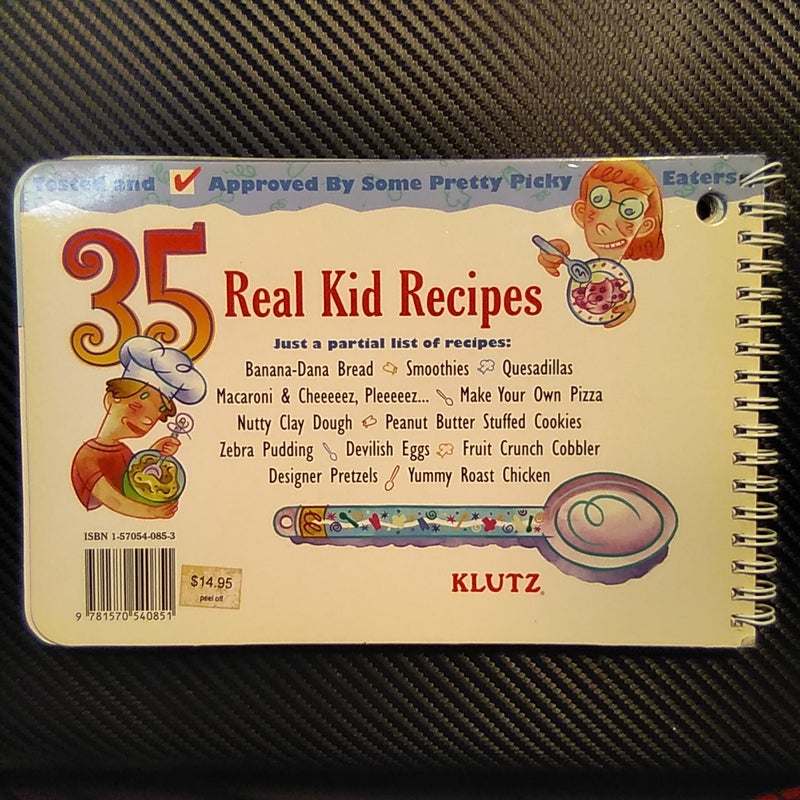 Tested and Approved By Some Pretty Picky Eaters
35
Real Kid Recipes
Just a partial list of recipes:
Banana-Dana Bread Smoothies Quesadillas
Macaroni & Cheeeeez, Pleeeeez... Make Your Own Pizza
Nutty Clay Dough Peanut Butter Stuffed Cookies
Zebra Pudding Devilish Eggs Fruit Crunch Cobbler
Designer Pretzels Yummy Roast Chicken
ISBN 1-57054-085-3
$14.95
peel off
9 781570 540851
KLUTZ®